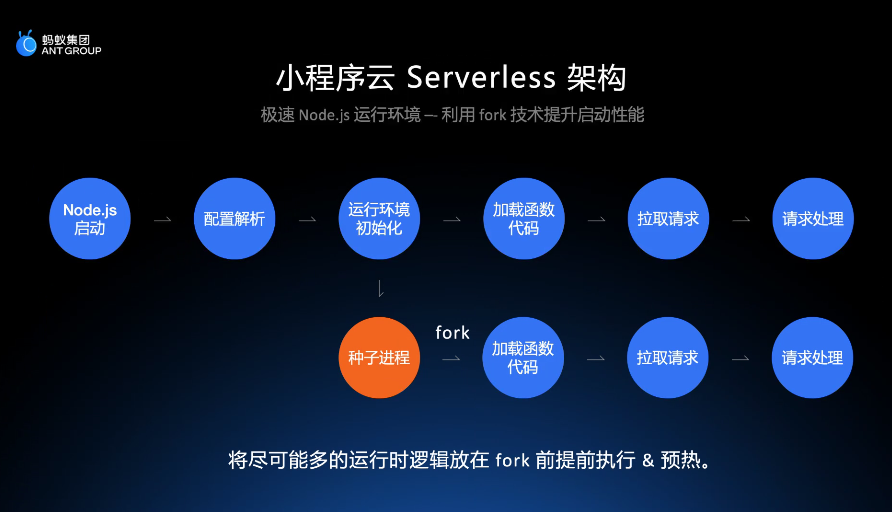 蚂蚁集团
ANT GROUP
小程序云 Serverless 架构
极速 Node.js 运行环境 — 利用 fork 技术提升启动性能
Node.js
启动
配置解析
运行环境
初始化
加载函数
代码
拉取请求
请求处理
种子进程
fork
加载函数
代码
拉取请求
请求处理
将尽可能多的运行时逻辑放在 fork 前提前执行 & 预热。